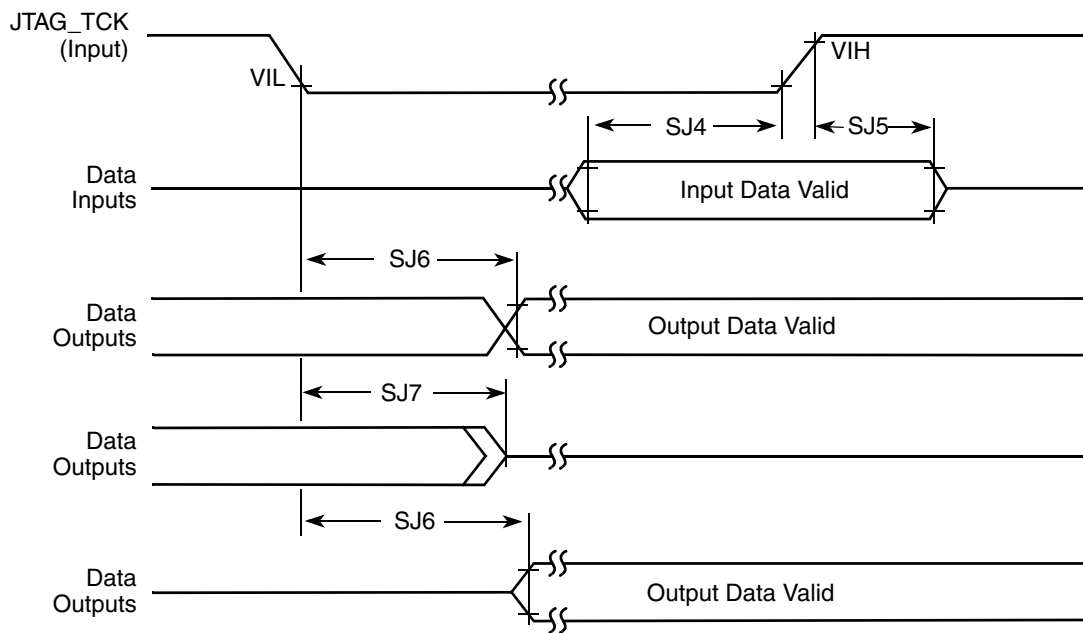 JTAG_TCK
(Input)
VIL
VIH
SJ4
SJ5
Data
Inputs
Input Data Valid
SJ6
Data
Outputs
Output Data Valid
SJ7
Data
Outputs
SJ6
Data
Outputs
Output Data Valid